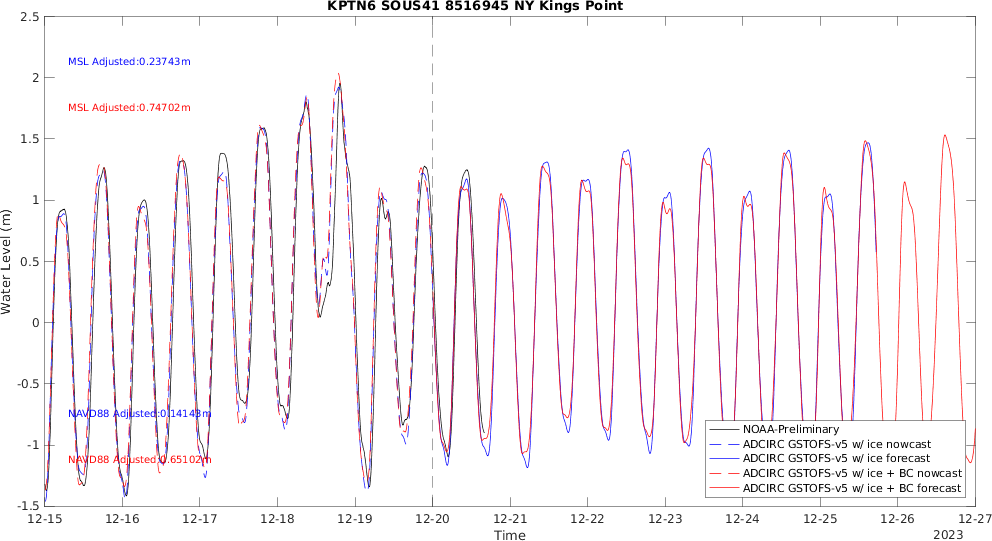 KPTN6 SOUS41 8516945 NY Kings Point
2.5
2
1.5
1
0.5
0
-0.5
-1
-1.5
Water Level (m)
MSL Adjusted:0.23743m
MSL Adjusted:0.74702m
NAVD88 Adjusted:0.14143m
NAVD88 Adjusted:0.65102m
NOAA-Preliminary
ADCIRC GSTOFS-v5 w/ ice nowcast
ADCIRC GSTOFS-v5 w/ ice forecast
ADCIRC GSTOFS-v5 w/ ice + BC nowcast
ADCIRC GSTOFS-v5 w/ ice + BC forecast
12-15 12-16 12-17 12-18 12-19 12-20 12-21 12-22 12-23 12-24 12-25 12-26 12-27
Time
2023